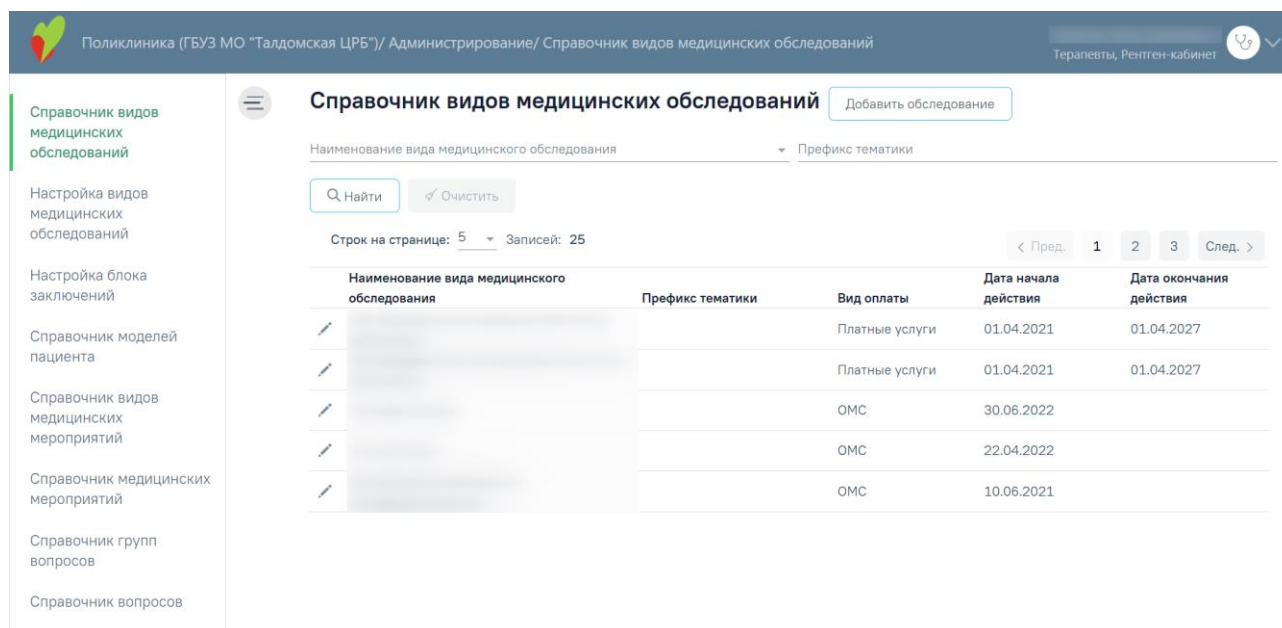 Поликлиника (ГБУЗ МО "Талдомская ЦРБ")/ Администрирование/ Справочник видов медицинских обследований
Терапевты, Рентген-кабинет
Справочник видов
медицинских
обследований
Настройка видов
медицинских
обследований
Настройка блока
заключений
Справочник моделей
пациента
Справочник видов
медицинских
мероприятий
Справочник медицинских
мероприятий
Справочник групп
вопросов
Справочник вопросов
Справочник видов медицинских обследований Добавить обследование
Наименование вида медицинского обследования Префикс тематики
Найти Очистить
Строк на странице: 5 Записей: 25 < Пред. 1 2 3 След. >
Наименование вида медицинского Дата начала Дата окончания
обследования Префикс тематики Вид оплаты действия действия
Платные услуги 01.04.2021 01.04.2027
Платные услуги 01.04.2021 01.04.2027
ОМС 30.06.2022
ОМС 22.04.2022
ОМС 10.06.2021